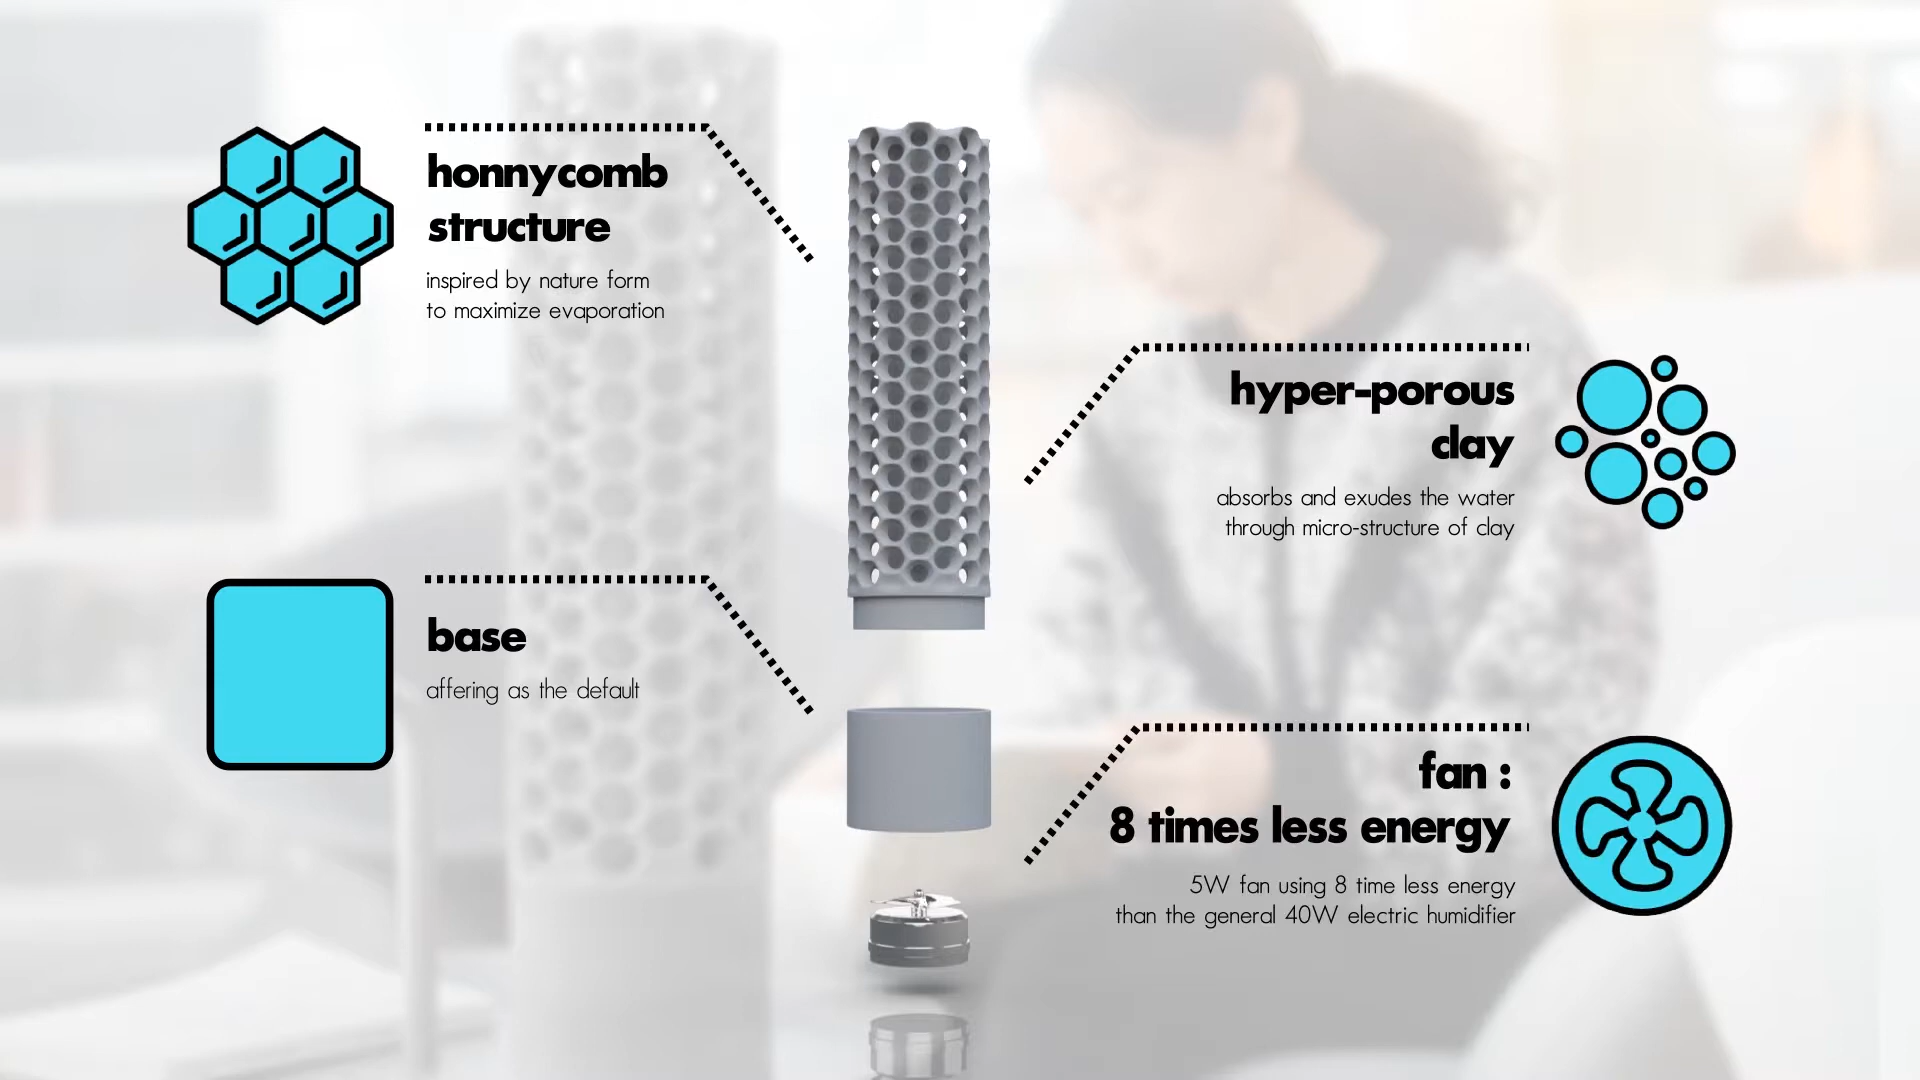 honnycomb
structure
inspired by nature form
to maximize evaporation
hyper-porous
clay
absorbs and exudes the water
through micro-structure of clay
base
affering as the default
fan :
8 times less energy
5W fan using 8 time less energy
than the general 40W electric humidifier